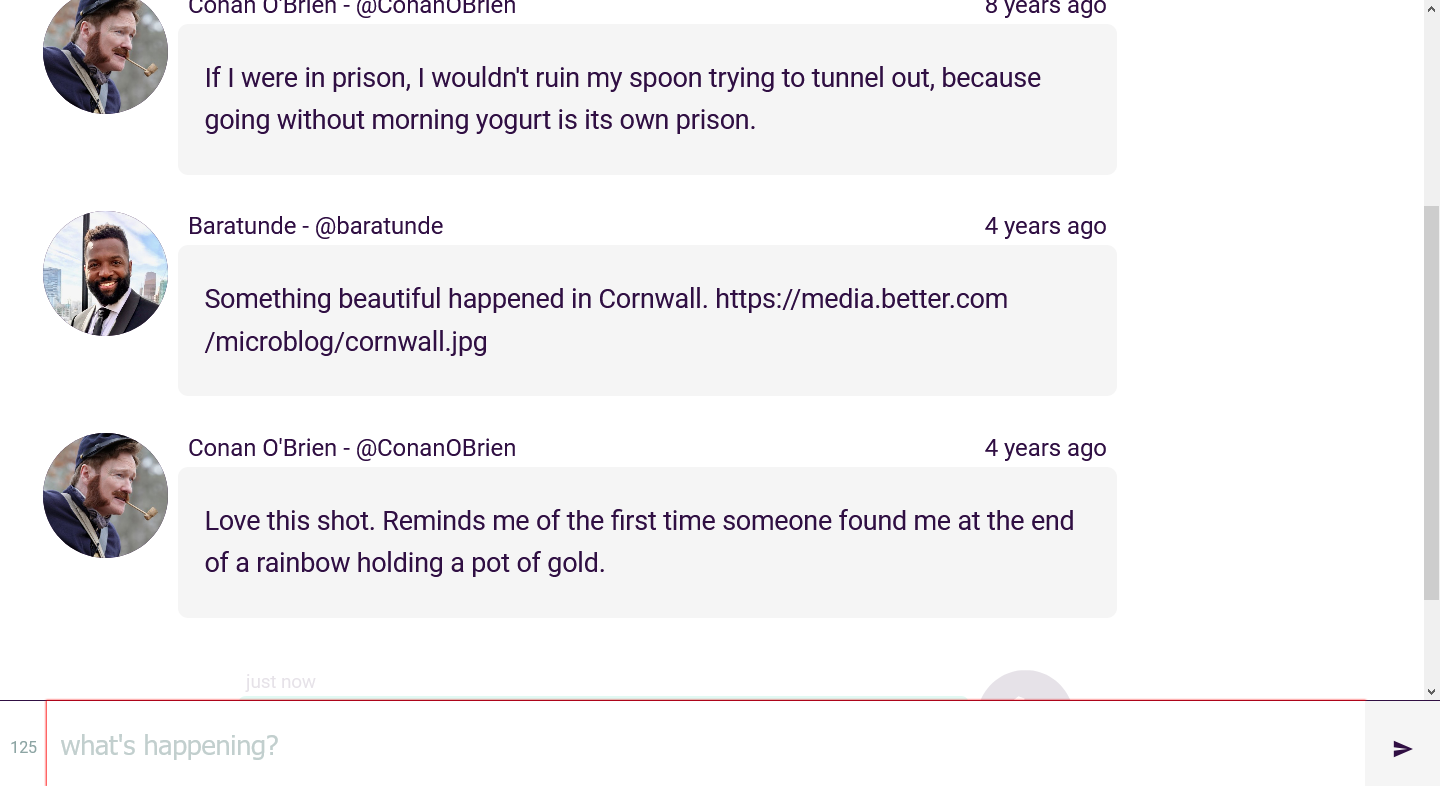 Conan O'Brien - @ConanOBrien 8 years ago
If I were in prison, I wouldn't ruin my spoon trying to tunnel out, because
going without morning yogurt is its own prison.
Baratunde - @baratunde 4 years ago
Something beautiful happened in Cornwall. https://media.better.com
/microblog/cornwall.jpg
Conan O'Brien - @ConanOBrien 4 years ago
Love this shot. Reminds me of the first time someone found me at the end
of a rainbow holding a pot of gold.
just now
125 what's happening?